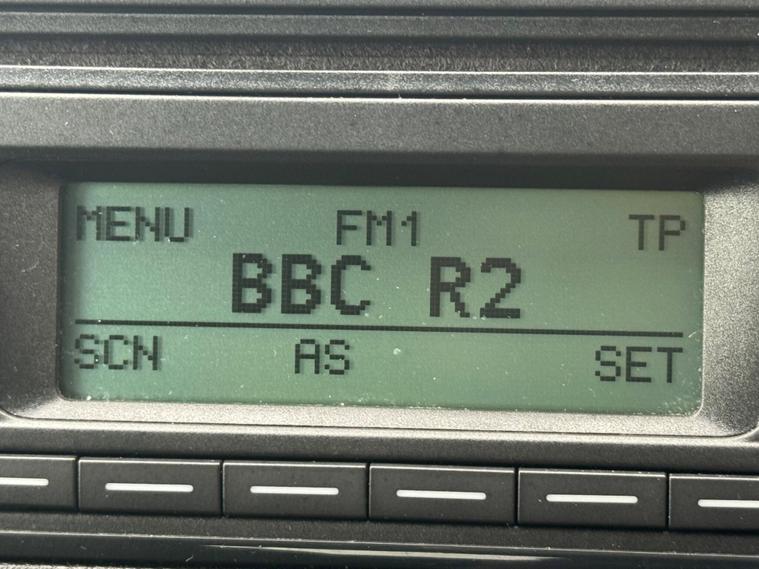 MENU FM1 TP
BBC R2
SCN AS SET